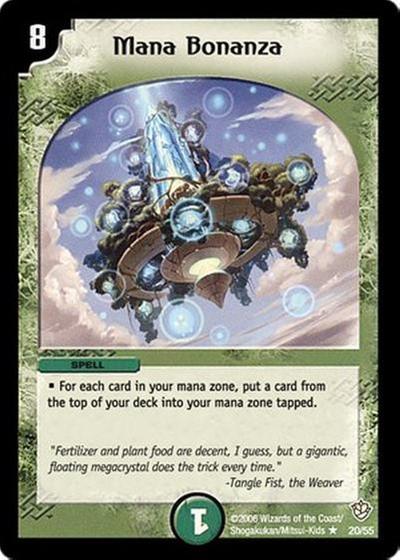 8
Mana Bonanza
SPELL
▪ For each card in your mana zone, put a card from
the top of your deck into your mana zone tapped.
"Fertilizer and plant food are decent, I guess, but a gigantic,
floating megacrystal does the trick every time."
-Tangle Fist, the Weaver
1
©2006 Wizards of the Coast/
Shogakukan/Mitsui-Kids ★ 20/55